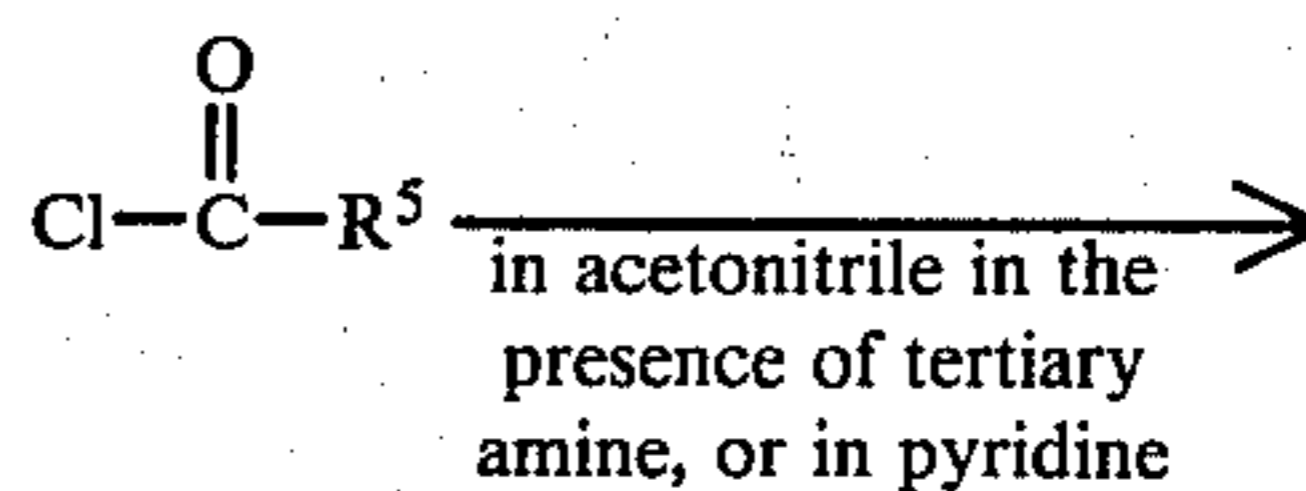 O
Cl—C—R⁵
in acetonitrile in the
presence of tertiary
amine, or in pyridine